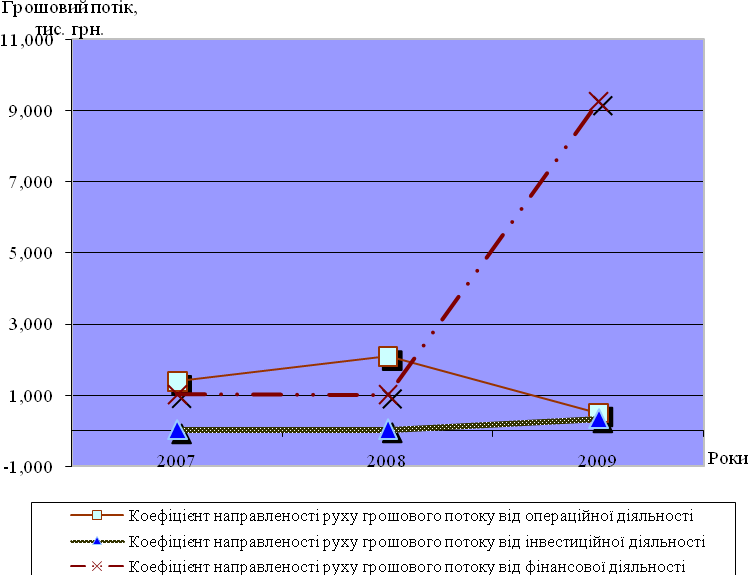 Грошовий потік,
тис. грн.
11,000
9,000
7,000
5,000
3,000
1,000
-1,000
2007 2008 2009 Роки
Коефіцієнт направленості руху грошового потоку від операційної діяльності
Коефіцієнт направленості руху грошового потоку від інвестиційної діяльності
Коефіцієнт направленості руху грошового потоку від фінансової діяльності